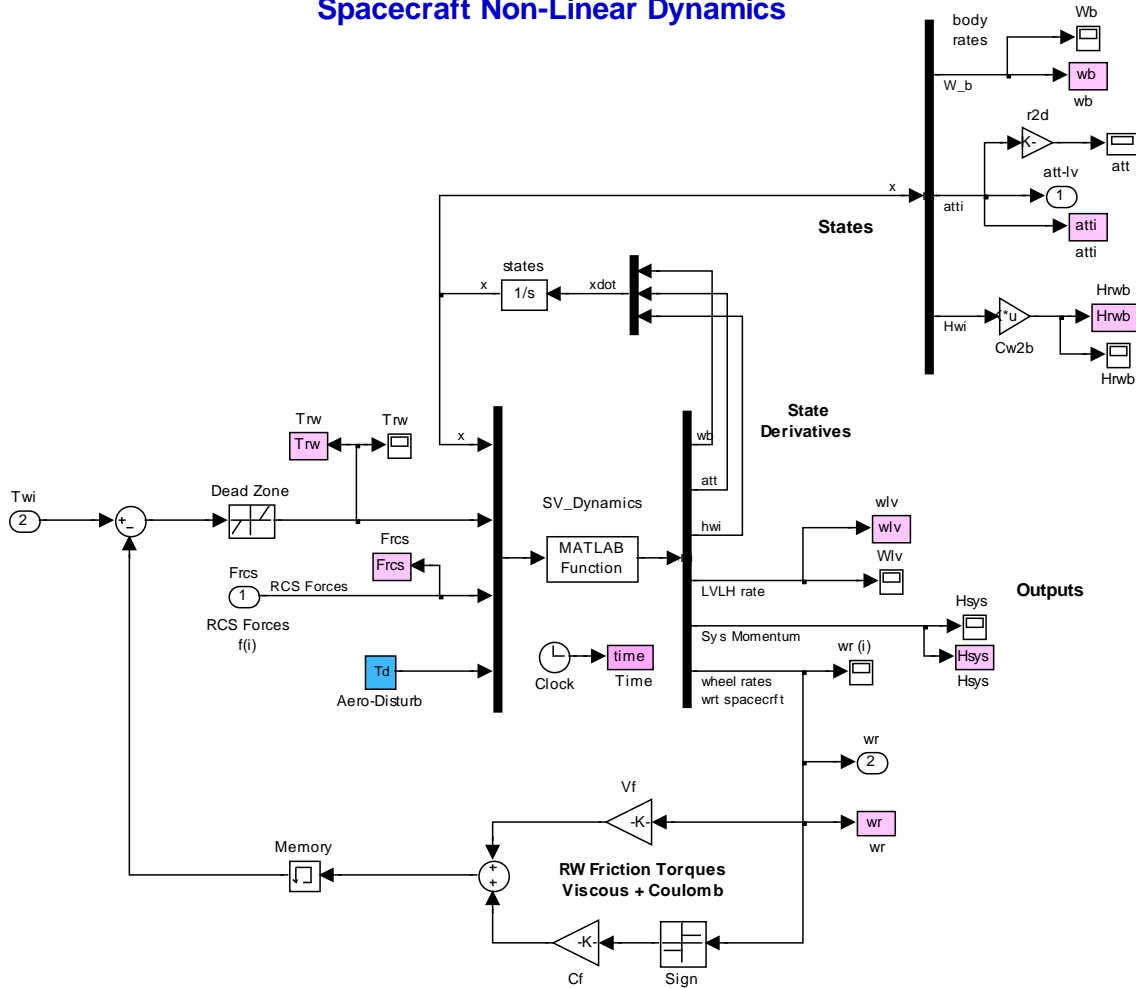 Spacecraft Non-Linear Dynamics
body
rates
Wb
W_b
wb
wb
r2d
K-
att
att-lv
1
x
atti
atti
atti
States
states
x
1/s
xdot
Hwi
*u
Cw2b
Hrwb
Hrwb
Hrwb
State
Derivatives
Trw
Trw
Trw
x
wb
att
hwi
Twi
2
+
-
Dead Zone
SV_Dynamics
MATLAB
Function
Frcs
Frcs
Frcs
1
RCS Forces
RCS Forces
f(i)
wlv
wlv
Wlv
LVLH rate
Outputs
Hsys
Sys Momentum
Hsys
Hsys
Td
Aero-Disturb
Clock
time
Time
wheel rates
wrt spacecrft
wr (i)
wr
2
Vf
-K-
wr
wr
Memory
+
+
RW Friction Torques
Viscous + Coulomb
-K-
Cf
Sign